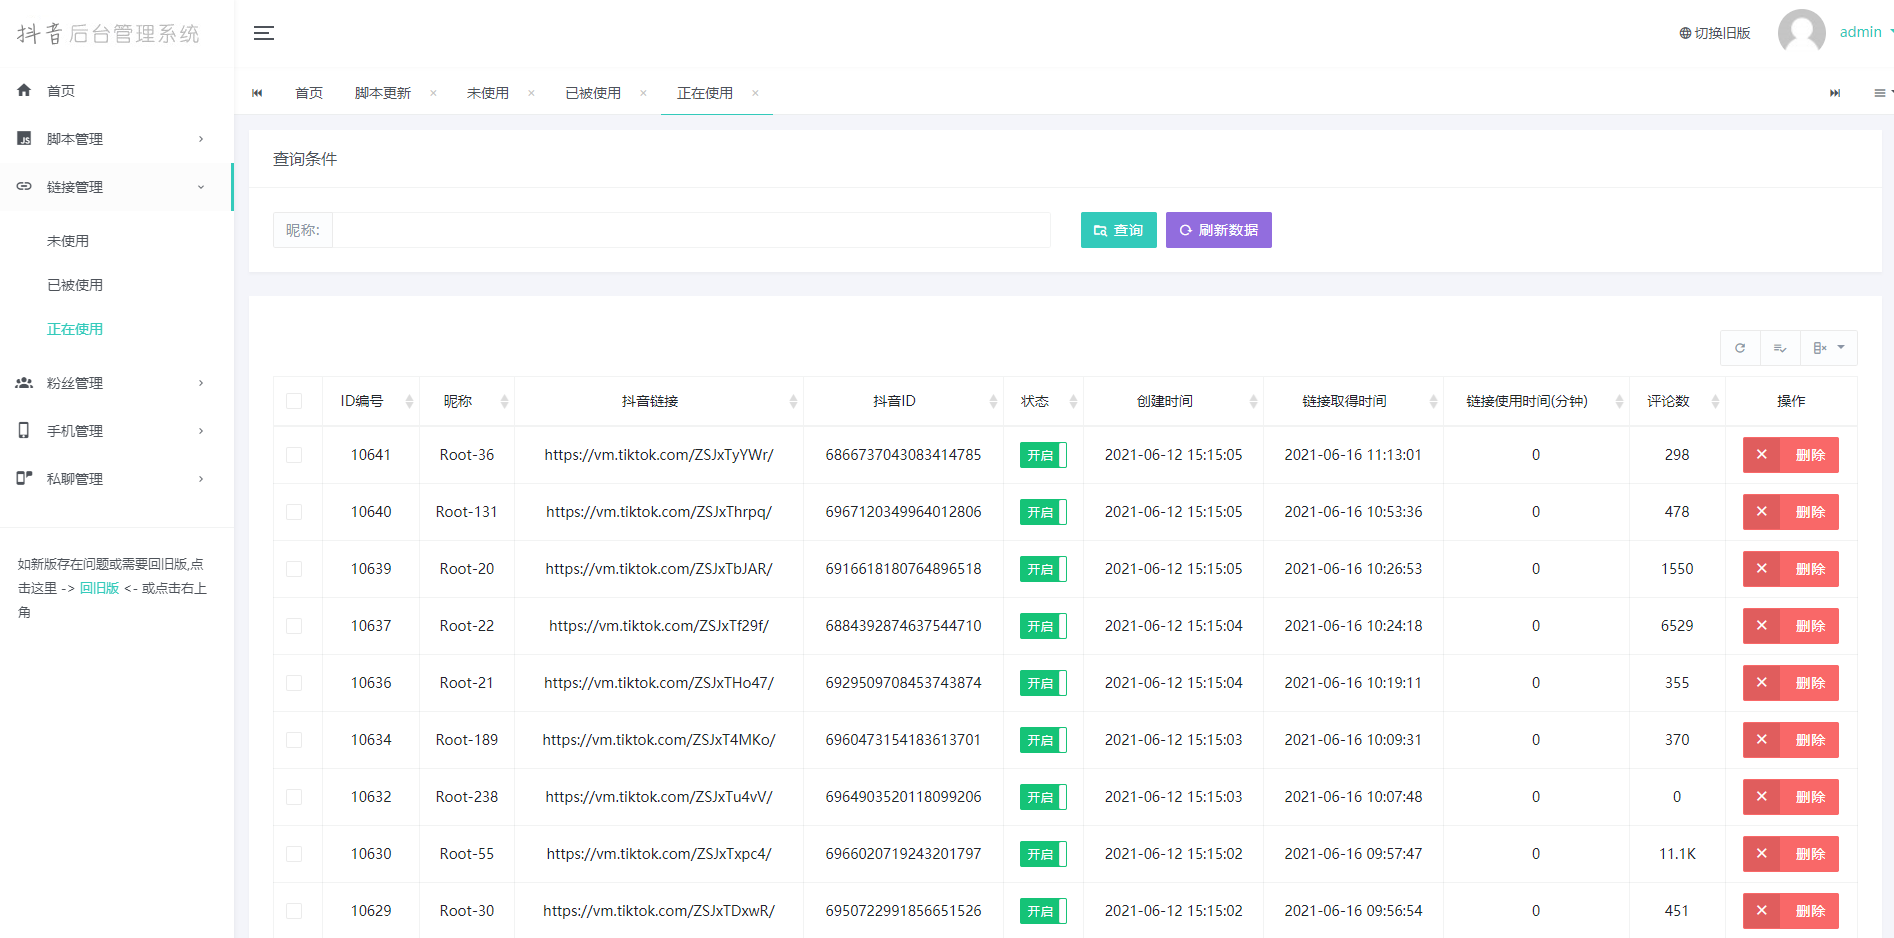 抖音后台管理系统
切换旧版
admin
首页
脚本更新 ×
未使用 ×
已被使用 ×
正在使用 ×
首页
脚本管理
链接管理
未使用
已被使用
正在使用
粉丝管理
手机管理
私聊管理
如新版存在问题或需要回旧版,点
击这里 -> 回旧版 <- 或点击右上
角
查询条件
昵称:
查询
刷新数据
ID编号 昵称 抖音链接 抖音ID 状态 创建时间 链接取得时间 链接使用时间(分钟) 评论数 操作
10641 Root-36 https://vm.tiktok.com/ZSJxTyYWr/ 6866737043083414785 开启 2021-06-12 15:15:05 2021-06-16 11:13:01 0 298 × 删除
10640 Root-131 https://vm.tiktok.com/ZSJxThrpq/ 6967120349964012806 开启 2021-06-12 15:15:05 2021-06-16 10:53:36 0 478 × 删除
10639 Root-20 https://vm.tiktok.com/ZSJxTbJAR/ 6916618180764896518 开启 2021-06-12 15:15:05 2021-06-16 10:26:53 0 1550 × 删除
10637 Root-22 https://vm.tiktok.com/ZSJxTf29f/ 6884392874637544710 开启 2021-06-12 15:15:04 2021-06-16 10:24:18 0 6529 × 删除
10636 Root-21 https://vm.tiktok.com/ZSJxTHo47/ 6929509708453743874 开启 2021-06-12 15:15:04 2021-06-16 10:19:11 0 355 × 删除
10634 Root-189 https://vm.tiktok.com/ZSJxT4MKo/ 6960473154183613701 开启 2021-06-12 15:15:03 2021-06-16 10:09:31 0 370 × 删除
10632 Root-238 https://vm.tiktok.com/ZSJxTu4vV/ 6964903520118099206 开启 2021-06-12 15:15:03 2021-06-16 10:07:48 0 0 × 删除
10630 Root-55 https://vm.tiktok.com/ZSJxTxpc4/ 6966020719243201797 开启 2021-06-12 15:15:02 2021-06-16 09:57:47 0 11.1K × 删除
10629 Root-30 https://vm.tiktok.com/ZSJxTDxwR/ 6950722991856651526 开启 2021-06-12 15:15:02 2021-06-16 09:56:54 0 451 × 删除